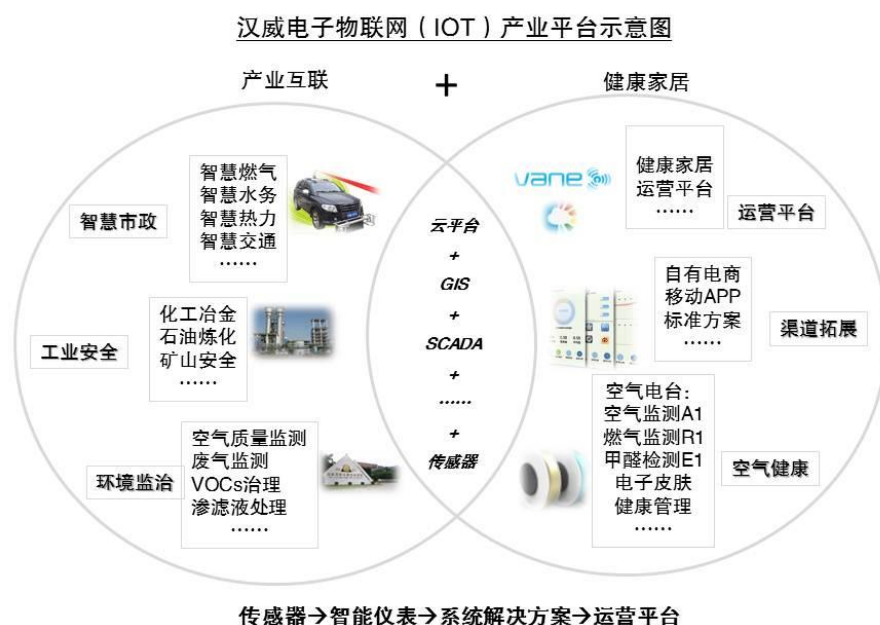 汉威电子物联网（IOT）产业平台示意图
产业互联
+
健康家居
智慧市政
智慧燃气
智慧水务
智慧热力
智慧交通
……
工业安全
化工冶金
石油炼化
矿山安全
……
环境监治
空气质量监测
废气监测
VOCs治理
渗滤液处理
……
云平台
+
GIS
+
SCADA
+
……
+
传感器
vane
健康家居
运营平台
……
运营平台
自有电商
移动APP
标准方案
……
渠道拓展
空气电台：
空气监测A1
燃气监测R1
甲醛检测E1
电子皮肤
健康管理
……
空气健康
传感器→智能仪表→系统解决方案→运营平台